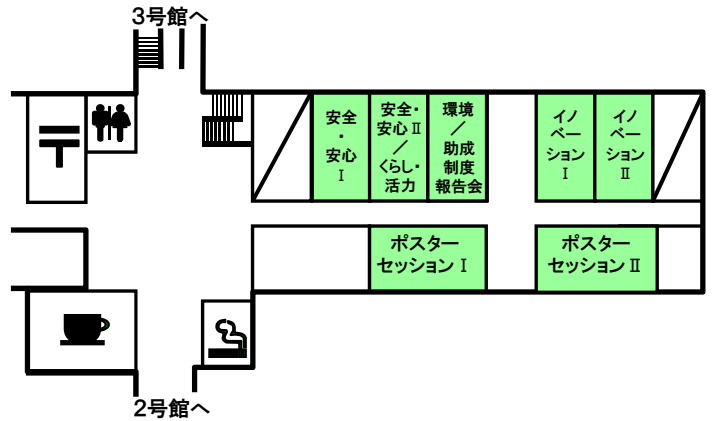 3号館へ
安全
・
安心
Ⅰ
安全・
安心Ⅱ
／
くらし・
活力
環境
／
助成
制度
報告会
イノ
ベー
ション
Ⅰ
イノ
ベー
ション
Ⅱ
ポスター
セッションⅠ
ポスター
セッションⅡ
2号館へ